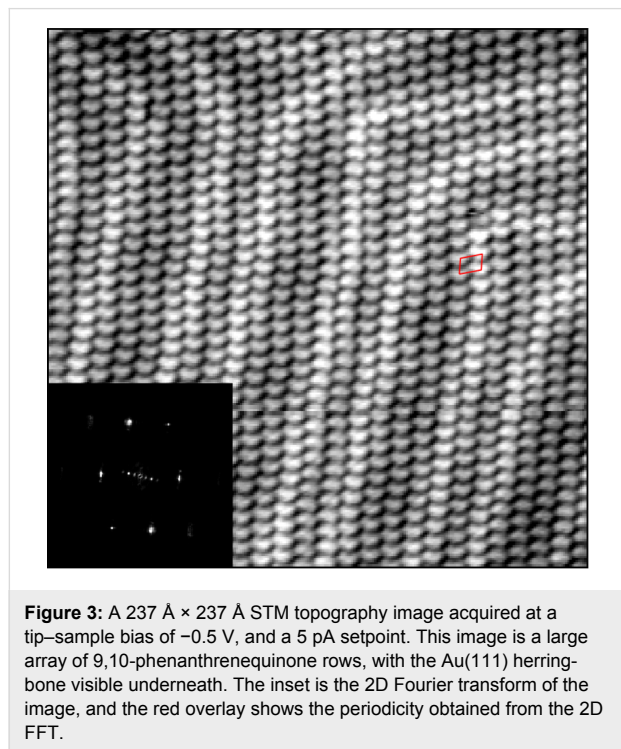 Figure 3: A 237 Å × 237 Å STM topography image acquired at a
tip–sample bias of −0.5 V, and a 5 pA setpoint. This image is a large
array of 9,10-phenanthrenequinone rows, with the Au(111) herring-
bone visible underneath. The inset is the 2D Fourier transform of the
image, and the red overlay shows the periodicity obtained from the 2D
FFT.